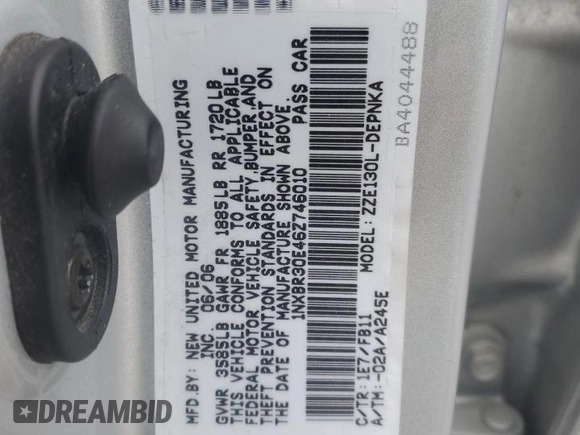 MFD.BY: NEW UNITED MOTOR MANUFACTURING
INC. 06/06
GVWR 3585LB GAWR FR 1885LB RR 1720LB
THIS VEHICLE CONFORMS TO ALL APPLICABLE
FEDERAL MOTOR VEHICLE SAFETY,BUMPER,AND
THEFT PREVENTION STANDARDS IN EFFECT ON
THE DATE OF MANUFACTURE SHOWN ABOVE.
1NXBR30E46Z746010 PASS CAR
MODEL: ZZE130L-DEPNKA
C/TR: 1E7/FB11
A/TM: -02A/A245E
BA4044488
DREAMBID